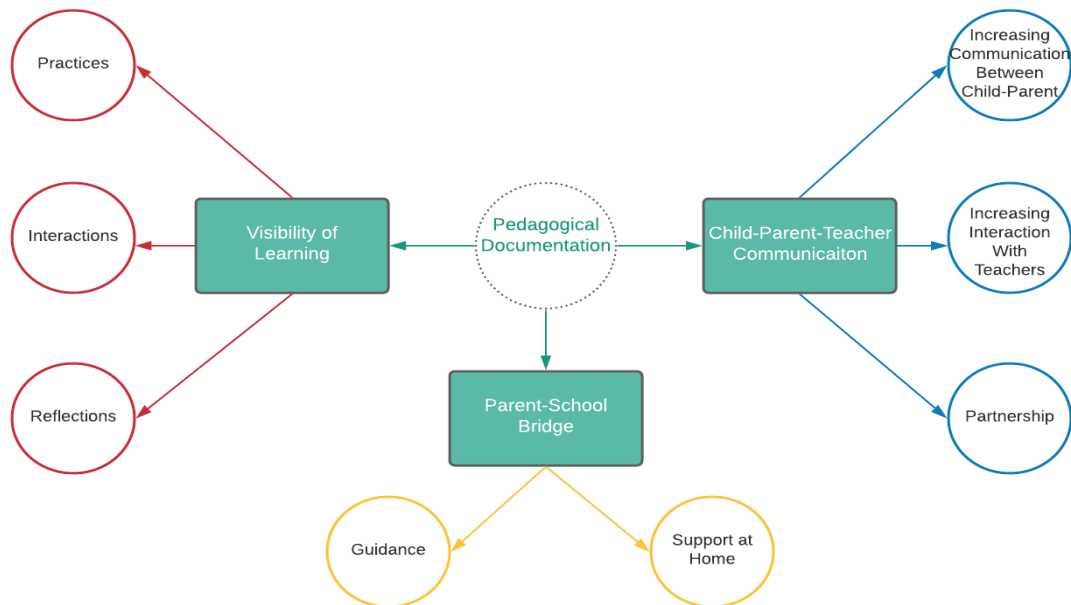 Practices
Interactions
Reflections
Visibility of
Learning
Pedagogical
Documentation
Child-Parent-Teacher
Communicaiton
Increasing
Communication
Between
Child-Parent
Increasing
Interaction
With
Teachers
Partnership
Parent-School
Bridge
Guidance
Support at
Home